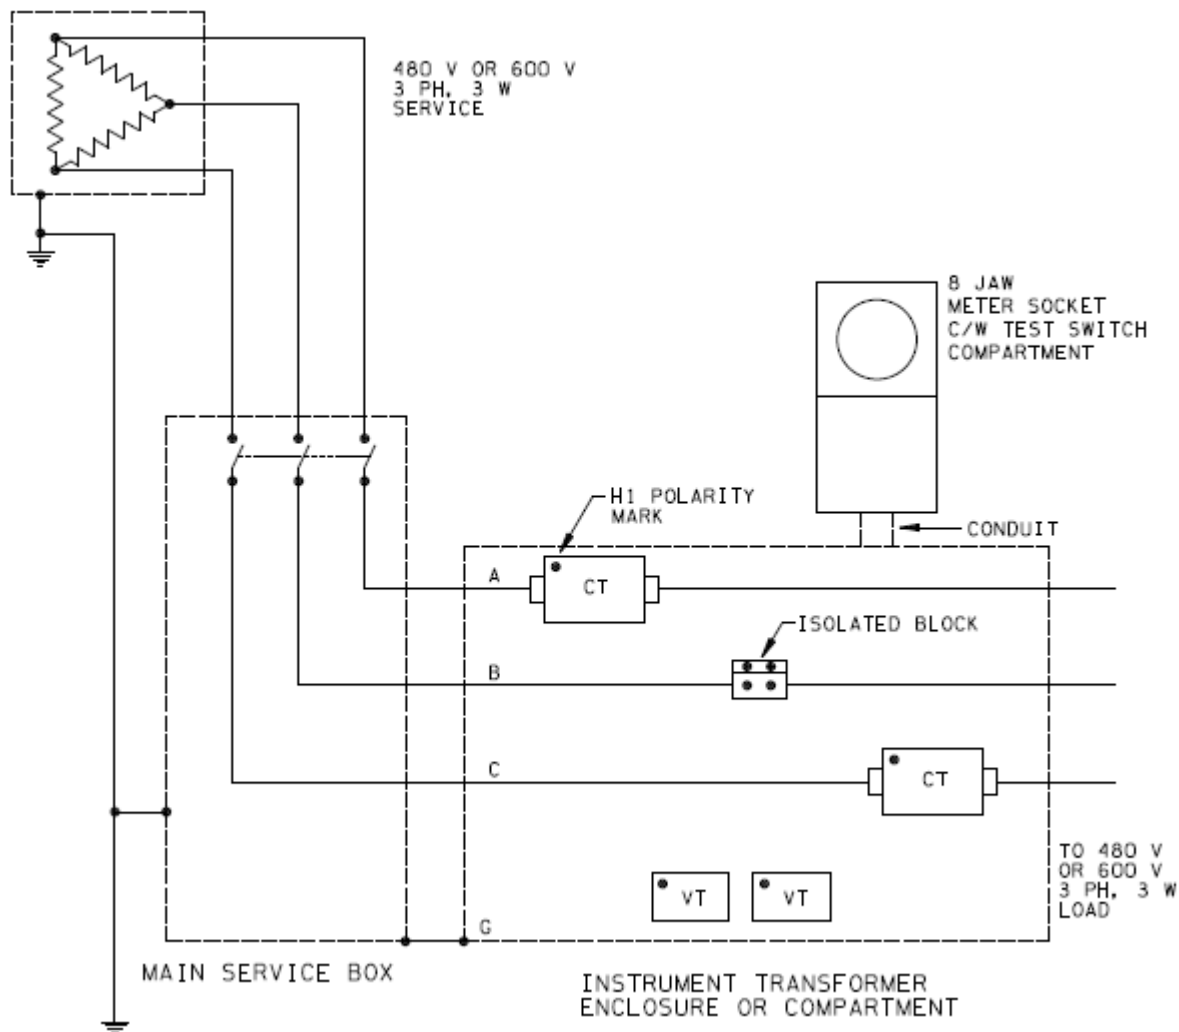 480 V OR 600 V
3 PH, 3 W
SERVICE
8 JAW
METER SOCKET
C/W TEST SWITCH
COMPARTMENT
H1 POLARITY
MARK
CONDUIT
A
CT
ISOLATED BLOCK
B
C
CT
TO 480 V
OR 600 V
3 PH, 3 W
LOAD
VT
VT
G
MAIN SERVICE BOX
INSTRUMENT TRANSFORMER
ENCLOSURE OR COMPARTMENT